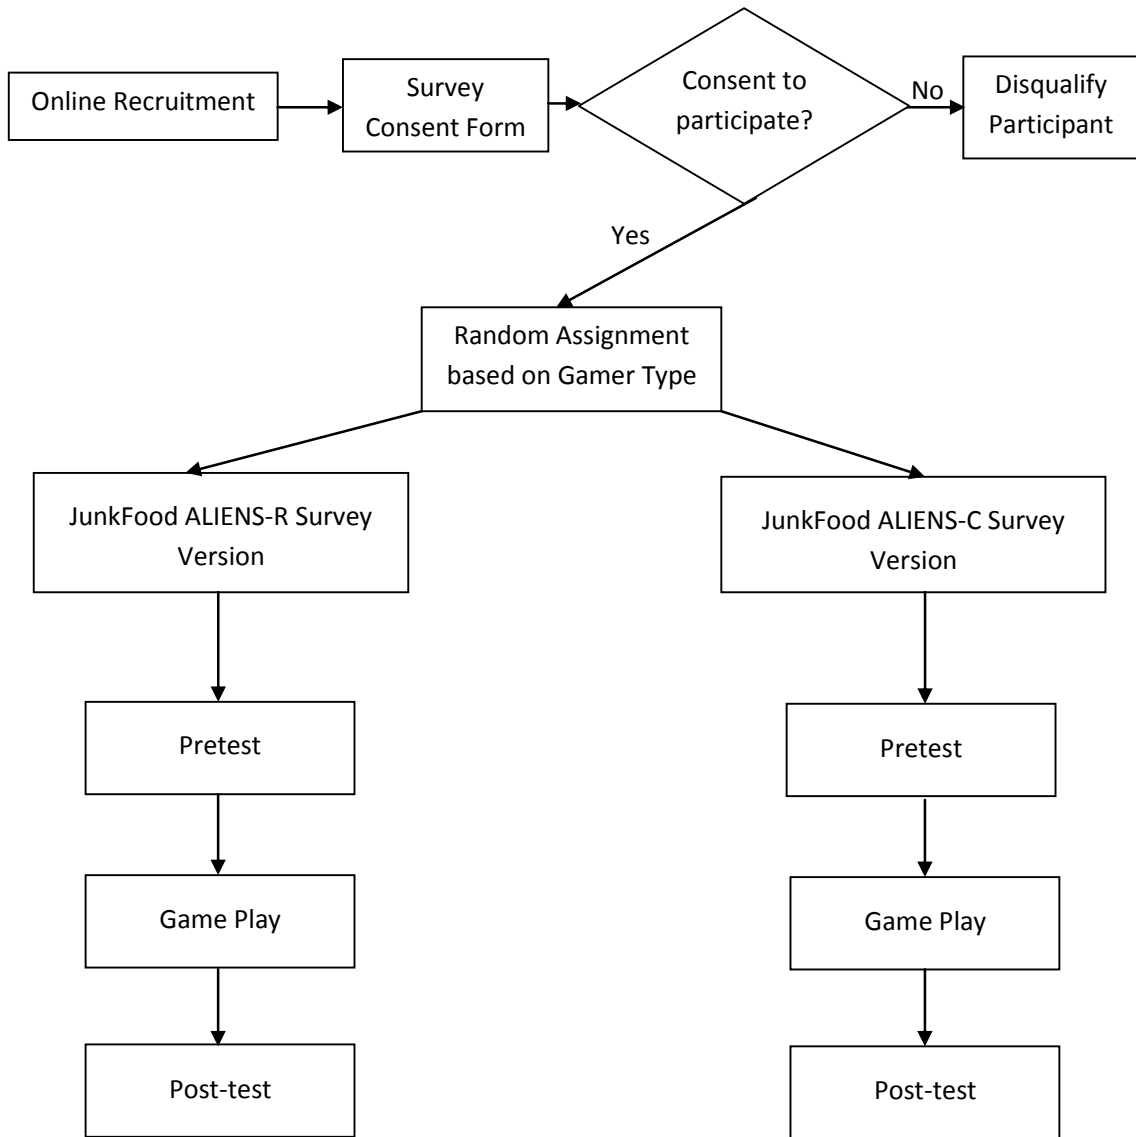 Online Recruitment
Survey
Consent Form
Consent to
participate?
No
Disqualify
Participant
Yes
Random Assignment
based on Gamer Type
JunkFood ALIENS-R Survey
Version
JunkFood ALIENS-C Survey
Version
Pretest
Pretest
Game Play
Game Play
Post-test
Post-test